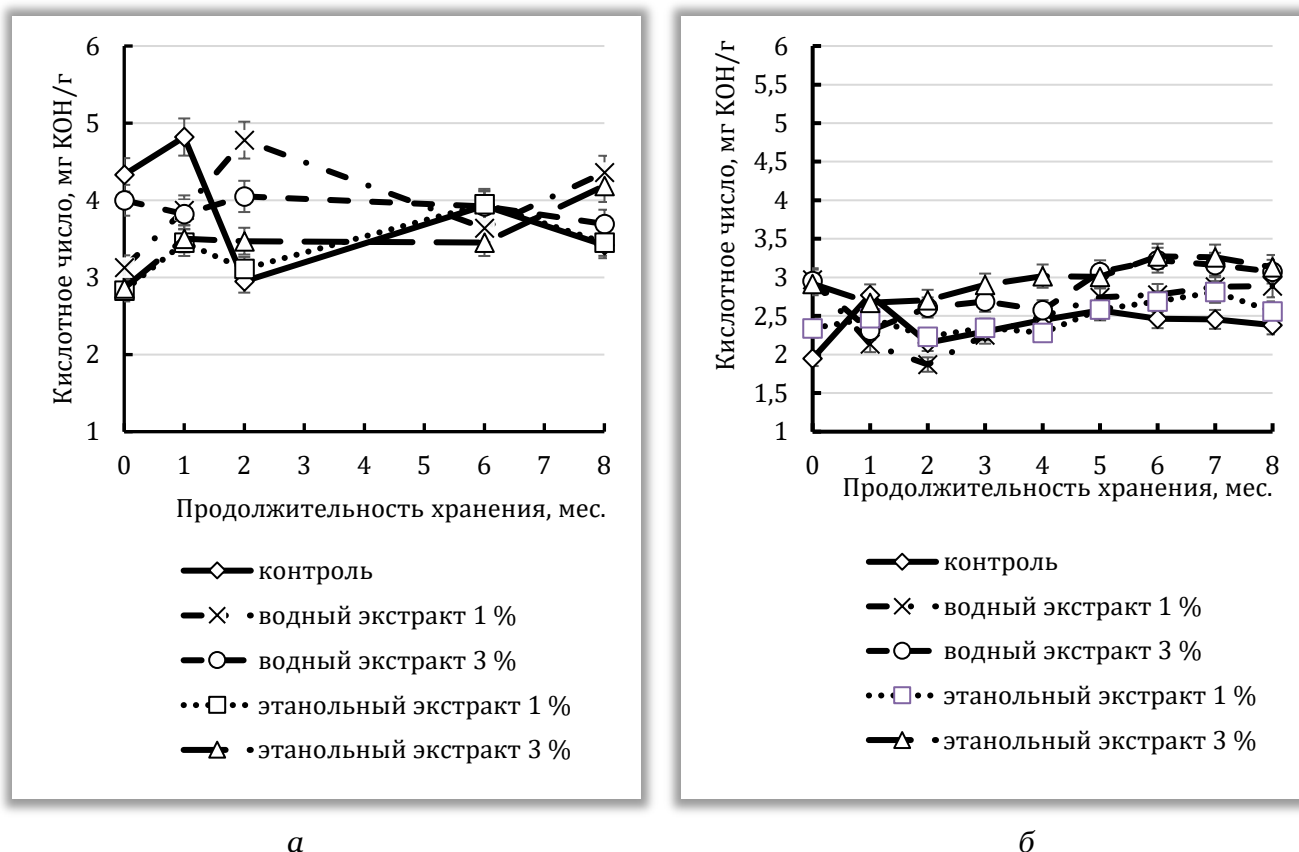 Кислотное число, мг КОН/г
6
5
4
3
2
1
0 1 2 3 4 5 6 7 8
Продолжительность хранения, мес.
контроль
водный экстракт 1 %
водный экстракт 3 %
этанольный экстракт 1 %
этанольный экстракт 3 %
а
Кислотное число, мг КОН/г
6
5,5
5
4,5
4
3,5
3
2,5
2
1,5
1
0 1 2 3 4 5 6 7 8
Продолжительность хранения, мес.
контроль
водный экстракт 1 %
водный экстракт 3 %
этанольный экстракт 1 %
этанольный экстракт 3 %
б